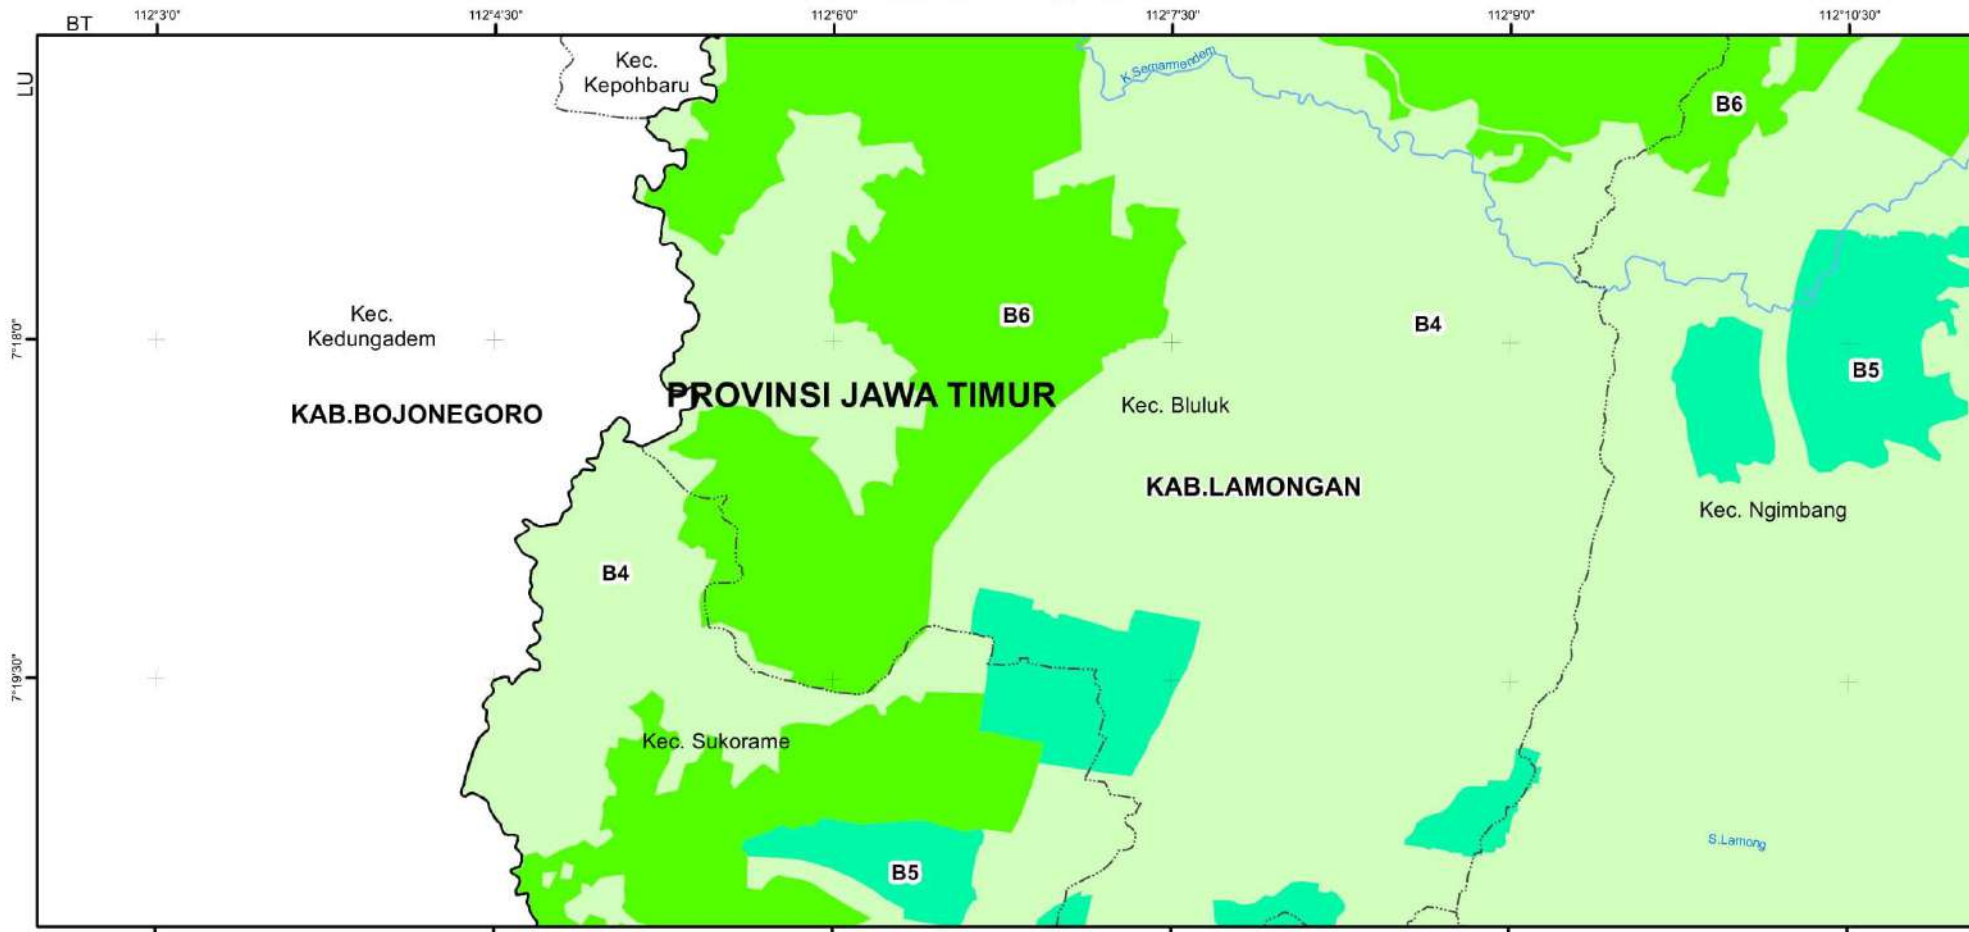 112°3'0"
112°4'30"
112°6'0"
112°7'30"
112°9'0"
112°10'30"
BT
LU
Kec.
Kepohbaru
K.Semarmendem
B6
Kec.
Kedungadem
7°18'0"
B6
B4
B5
PROVINSI JAWA TIMUR
KAB.BOJONEGORO
Kec. Bluluk
KAB.LAMONGAN
Kec. Ngimbang
B4
7°19'30"
Kec. Sukorame
S.Lamong
B5